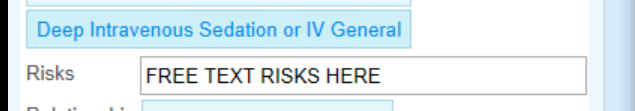 Deep Intravenous Sedation or IV General
Risks
FREE TEXT RISKS HERE